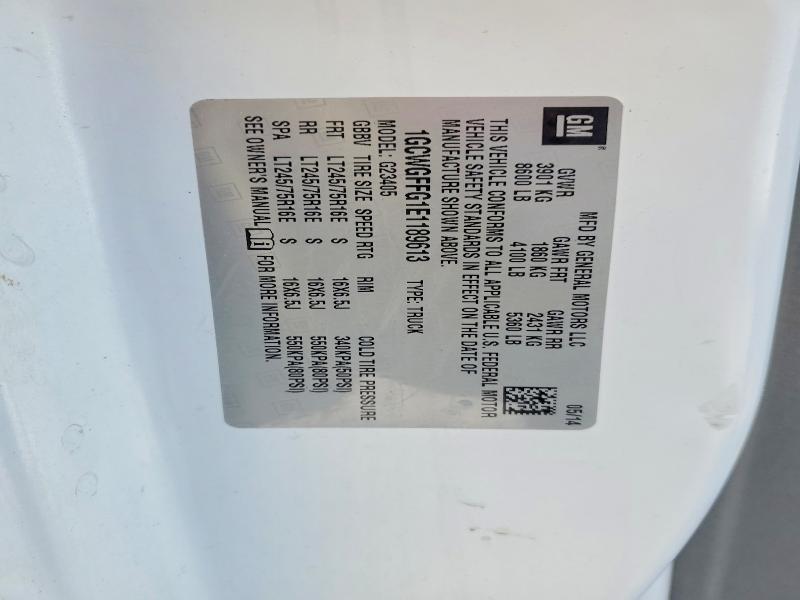 GM
MFD BY GENERAL MOTORS LLC 05/14
GVWR GAWR FRT GAWR RR
3901 KG 1860 KG 2431 KG
8600 LB 4100 LB 5360 LB
THIS VEHICLE CONFORMS TO ALL APPLICABLE U.S. FEDERAL MOTOR
VEHICLE SAFETY STANDARDS IN EFFECT ON THE DATE OF
MANUFACTURE SHOWN ABOVE.
1GCWGFFG1E1189613 TYPE: TRUCK
MODEL: G23405
GBBV TIRE SIZE SPEED RTG RIM COLD TIRE PRESSURE
FRT LT245/75R16E S 16X6.5J 340KPA(50PSI)
RR LT245/75R16E S 16X6.5J 550KPA(80PSI)
SPA LT245/75R16E S 16X6.5J 550KPA(80PSI)
SEE OWNER'S MANUAL FOR MORE INFORMATION.